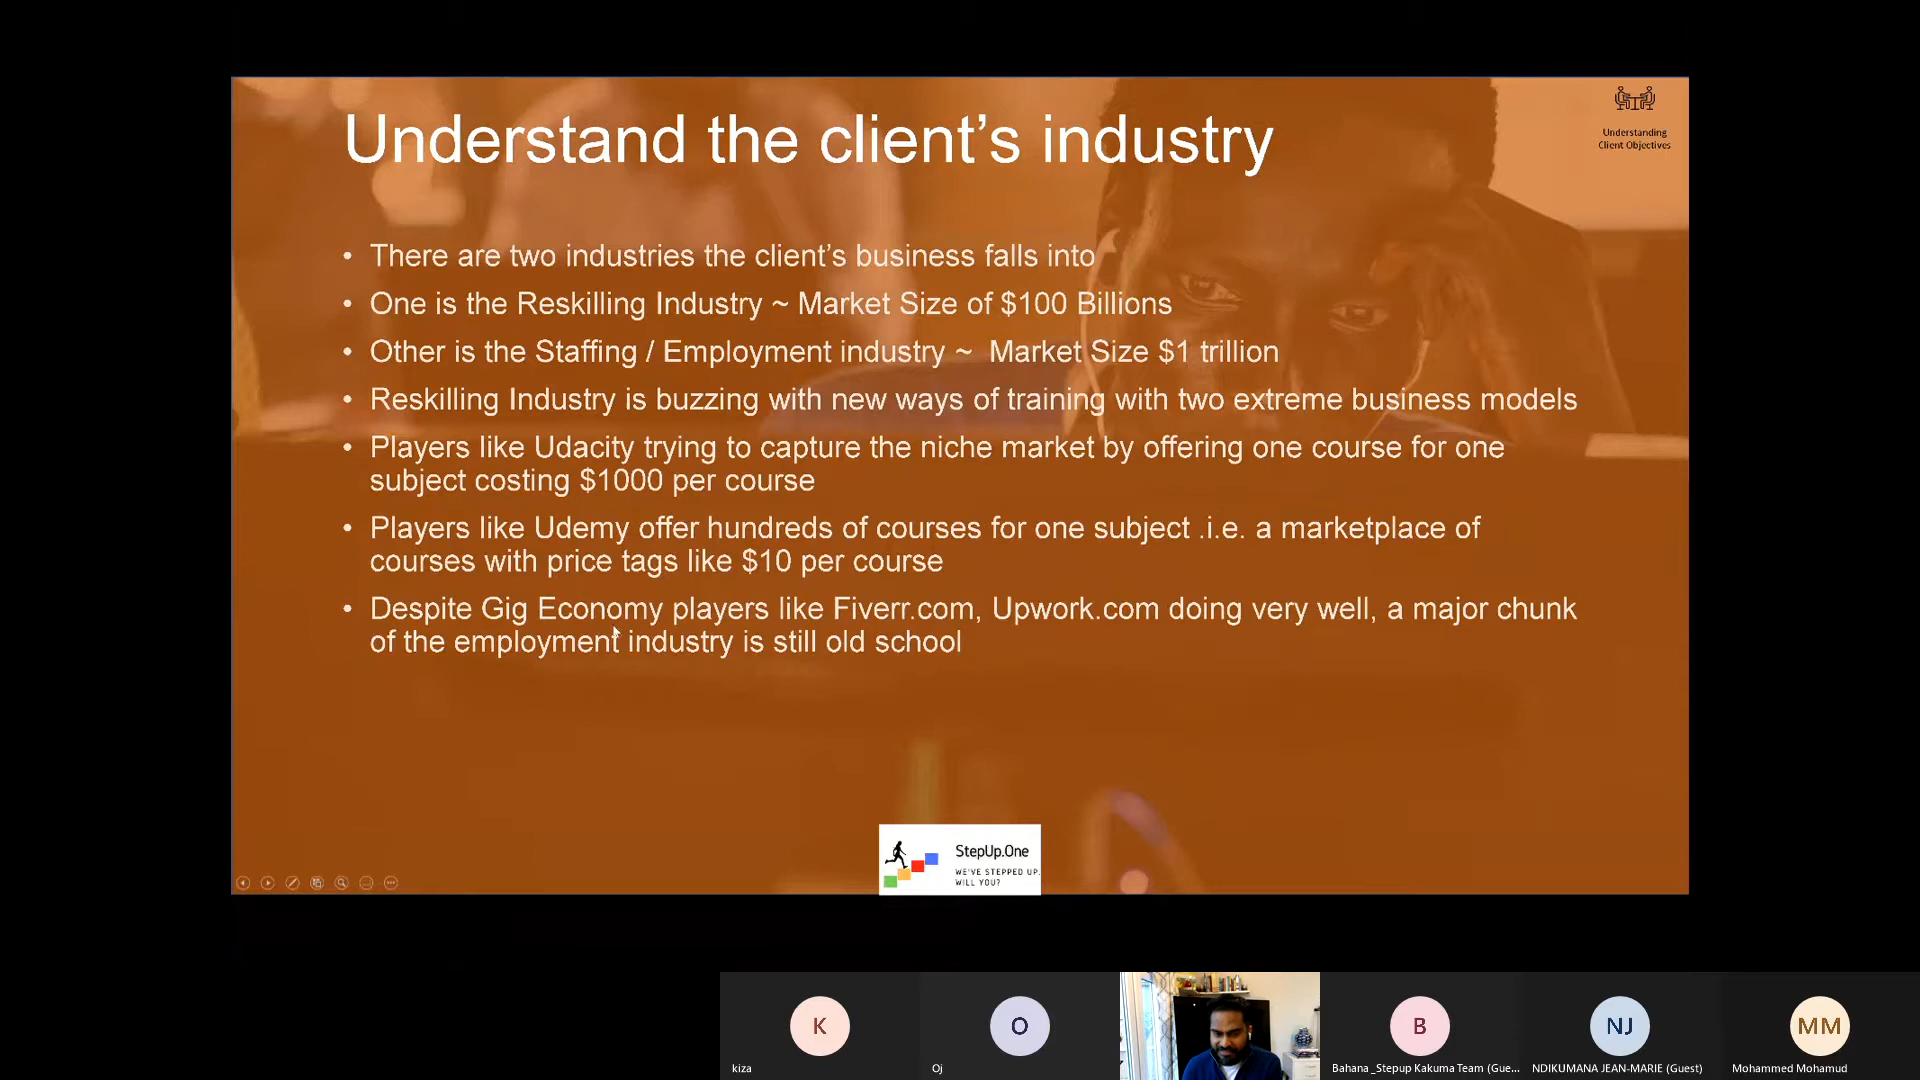 Understand the client’s industry
Understanding
Client Objectives
• There are two industries the client’s business falls into
• One is the Reskilling Industry ~ Market Size of $100 Billions
• Other is the Staffing / Employment industry ~  Market Size $1 trillion
• Reskilling Industry is buzzing with new ways of training with two extreme business models
• Players like Udacity trying to capture the niche market by offering one course for one
subject costing $1000 per course
• Players like Udemy offer hundreds of courses for one subject .i.e. a marketplace of
courses with price tags like $10 per course
• Despite Gig Economy players like Fiverr.com, Upwork.com doing very well, a major chunk
of the employment industry is still old school
StepUp.One
WE'VE STEPPED UP.
WILL YOU?
K
O
B
NJ
MM
kiza
Oj
Bahana _Stepup Kakuma Team (Gue...
NDIKUMANA JEAN-MARIE (Guest)
Mohammed Mohamud